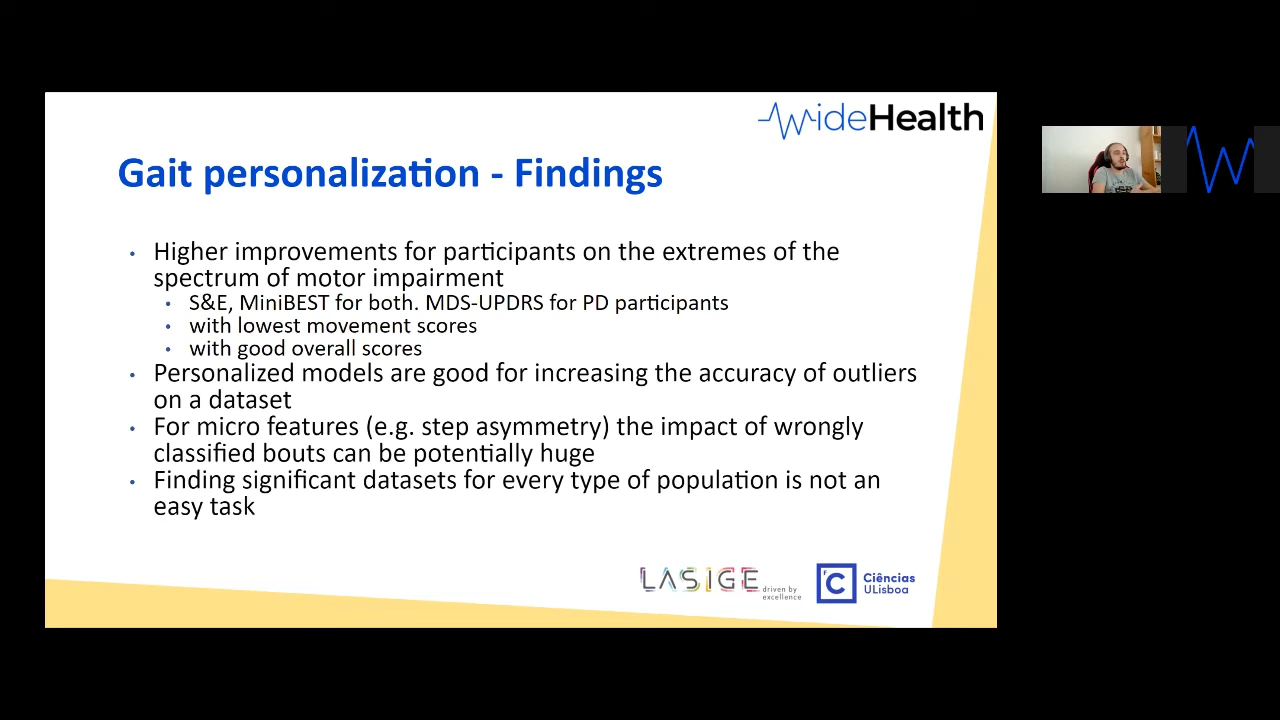 WideHealth
Gait personalization - Findings
• Higher improvements for participants on the extremes of the
spectrum of motor impairment
• S&E, MiniBEST for both. MDS-UPDRS for PD participants
• with lowest movement scores
• with good overall scores
• Personalized models are good for increasing the accuracy of outliers
on a dataset
• For micro features (e.g. step asymmetry) the impact of wrongly
classified bouts can be potentially huge
• Finding significant datasets for every type of population is not an
easy task
LASIGE driven by
excellence
C Ciências
ULisboa